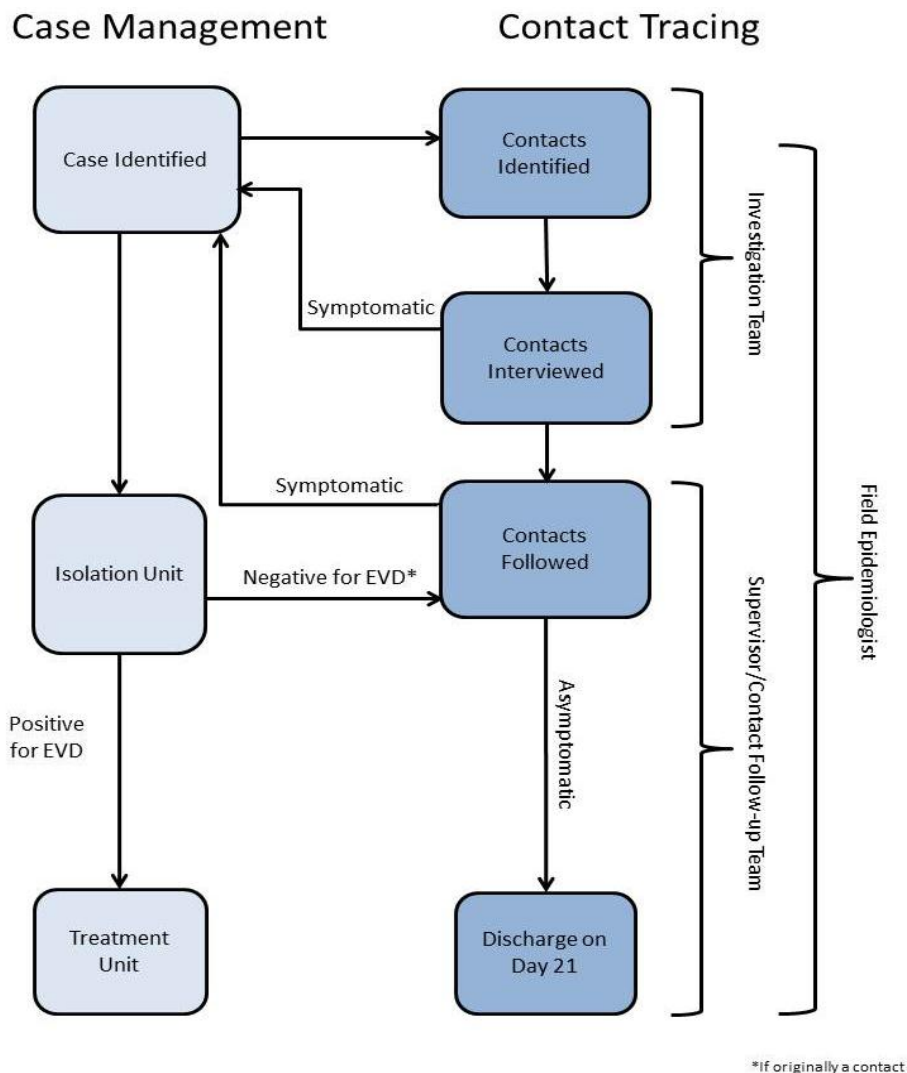 Case Management
Contact Tracing
Case Identified
Contacts
Identified
Symptomatic
Contacts
Interviewed
Investigation Team
Symptomatic
Contacts
Followed
Isolation Unit
Negative for EVD*
Field Epidemiologist
Positive
for EVD
Asymptomatic
Supervisor/Contact Follow-up Team
Treatment
Unit
Discharge on
Day 21
*If originally a contact